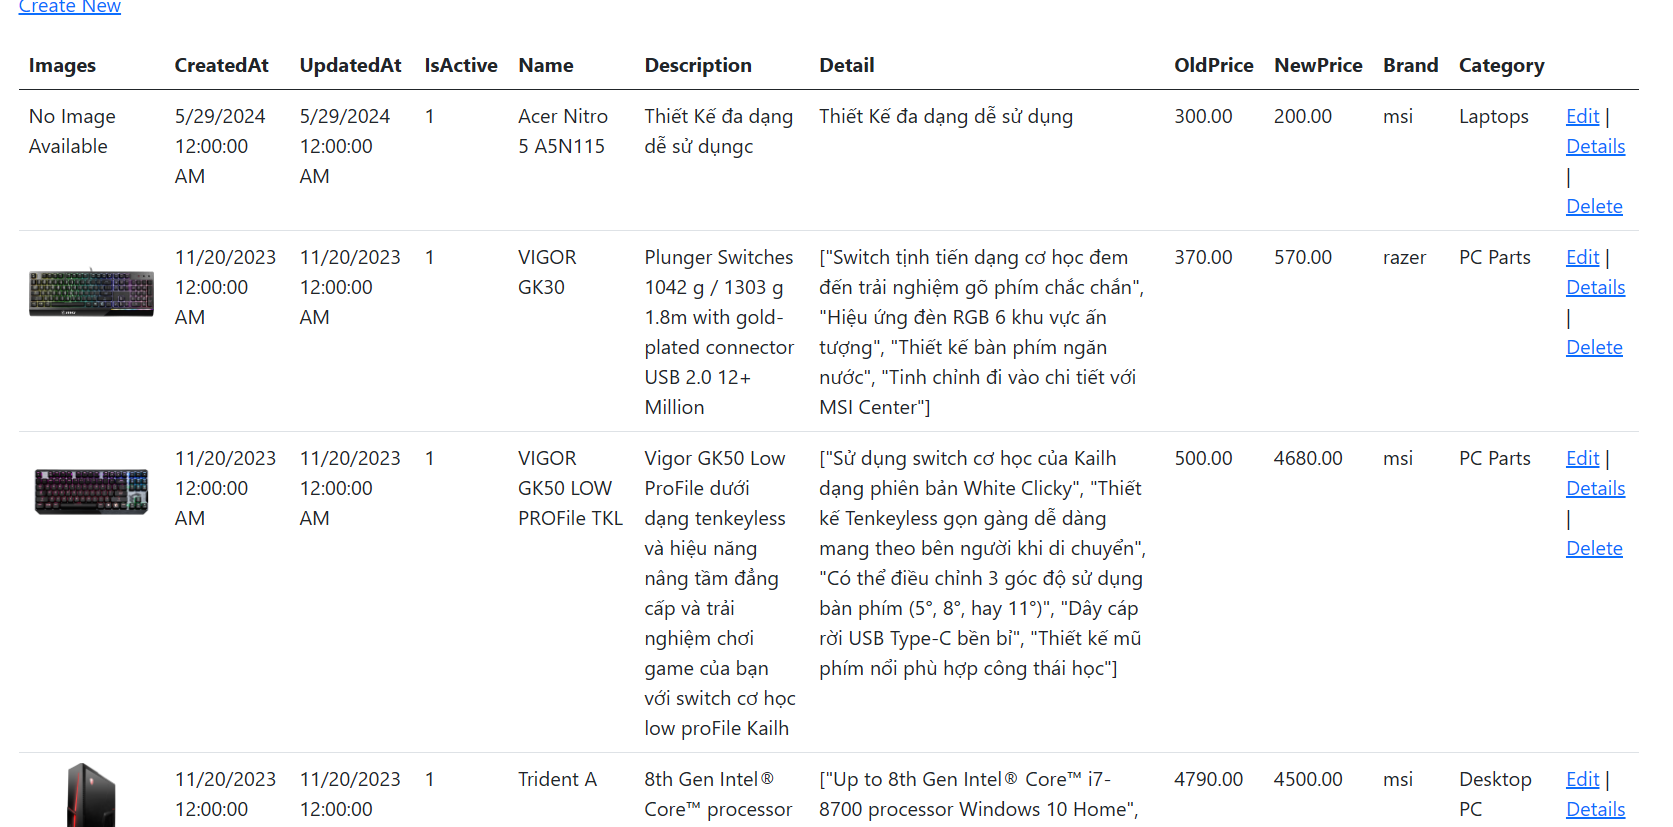 Create New
Images CreatedAt UpdatedAt IsActive Name Description Detail OldPrice NewPrice Brand Category
No Image Available
5/29/2024 12:00:00 AM
5/29/2024 12:00:00 AM
1
Acer Nitro 5 A5N115
Thiết Kế đa dạng dễ sử dụngc
Thiết Kế đa dạng dễ sử dụng
300.00
200.00
msi
Laptops
Edit | Details | Delete
11/20/2023 12:00:00 AM
11/20/2023 12:00:00 AM
1
VIGOR GK30
Plunger Switches
1042 g / 1303 g
1.8m with gold-
plated connector
USB 2.0 12+
Million
["Switch tịnh tiến dạng cơ học đem
đến trải nghiệm gõ phím chắc chắn",
"Hiệu ứng đèn RGB 6 khu vực ấn
tượng", "Thiết kế bàn phím ngăn
nước", "Tinh chỉnh đi vào chi tiết với
MSI Center"]
370.00
570.00
razer
PC Parts
Edit | Details | Delete
11/20/2023 12:00:00 AM
11/20/2023 12:00:00 AM
1
VIGOR
GK50 LOW
PROFile TKL
Vigor GK50 Low
ProFile dưới
dạng tenkeyless
và hiệu năng
nâng tầm đẳng
cấp và trải
nghiệm chơi
game của bạn
với switch cơ học
low proFile Kailh
["Sử dụng switch cơ học của Kailh
dạng phiên bản White Clicky", "Thiết
kế Tenkeyless gọn gàng dễ dàng
mang theo bên người khi di chuyển",
"Có thể điều chỉnh 3 góc độ sử dụng
bàn phím (5°, 8°, hay 11°)", "Dây cáp
rời USB Type-C bền bỉ", "Thiết kế mũ
phím nổi phù hợp công thái học"]
500.00
4680.00
msi
PC Parts
Edit | Details | Delete
11/20/2023 12:00:00
11/20/2023 12:00:00
1
Trident A
8th Gen Intel®
Core™ processor
["Up to 8th Gen Intel® Core™ i7-
8700 processor Windows 10 Home",
4790.00
4500.00
msi
Desktop PC
Edit | Details